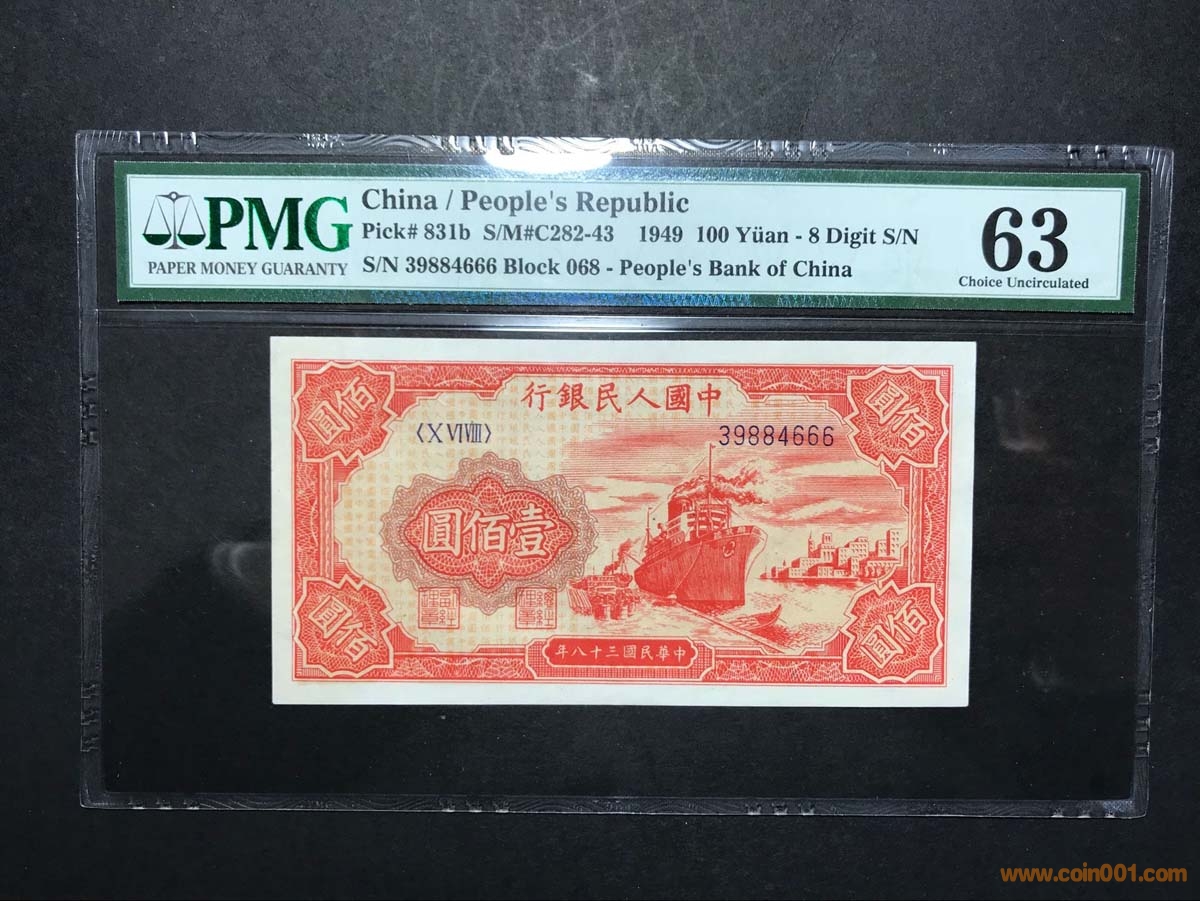 PMG
PAPER MONEY GUARANTY
China / People's Republic
Pick# 831b S/M#C282-43 1949 100 Yüan - 8 Digit S/N
S/N 39884666 Block 068 - People's Bank of China
63
Choice Uncirculated
行銀民人國中
圓佰
圓佰
〈X VI VIII〉
39884666
圓佰壹
圓佰
圓佰
年八十三國民華中
www.coin001.com